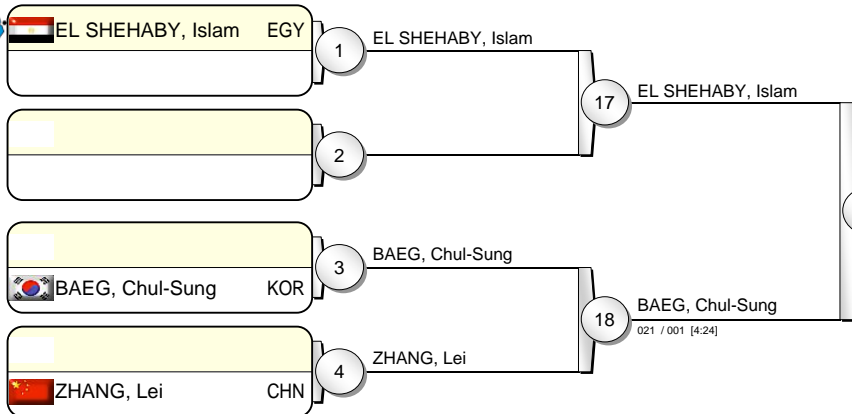 EL SHEHABY, Islam EGY
1
EL SHEHABY, Islam
17
EL SHEHABY, Islam
2
3
BAEG, Chul-Sung
BAEG, Chul-Sung KOR
18
BAEG, Chul-Sung
021 / 001 [4:24]
4
ZHANG, Lei
ZHANG, Lei CHN